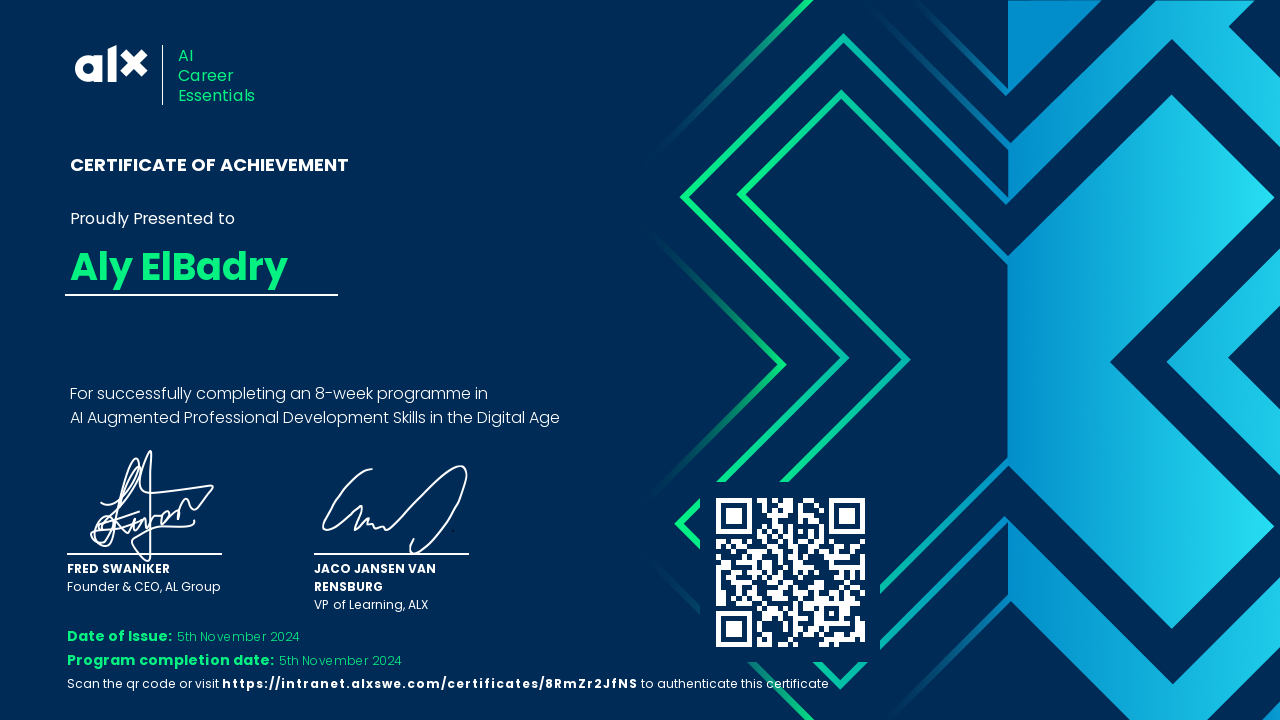 alx
AI
Career
Essentials
CERTIFICATE OF ACHIEVEMENT
Proudly Presented to
Aly ElBadry
For successfully completing an 8-week programme in
AI Augmented Professional Development Skills in the Digital Age
FRED SWANIKER
Founder & CEO, AL Group
JACO JANSEN VAN
RENSBURG
VP of Learning, ALX
Date of Issue: 5th November 2024
Program completion date: 5th November 2024
Scan the qr code or visit https://intranet.alxswe.com/certificates/8RmZr2JfNS to authenticate this certificate